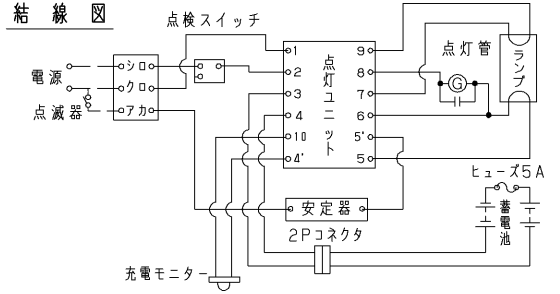 結線図
点検スイッチ
電源
点滅器
シロ
クロ
アカ
点灯ユニット
1
2
3
4
10
4'
9
8
7
6
5'
5
点灯管
G
ランプ
安定器
2Pコネクタ
ヒューズ5A
蓄電池
充電モニター